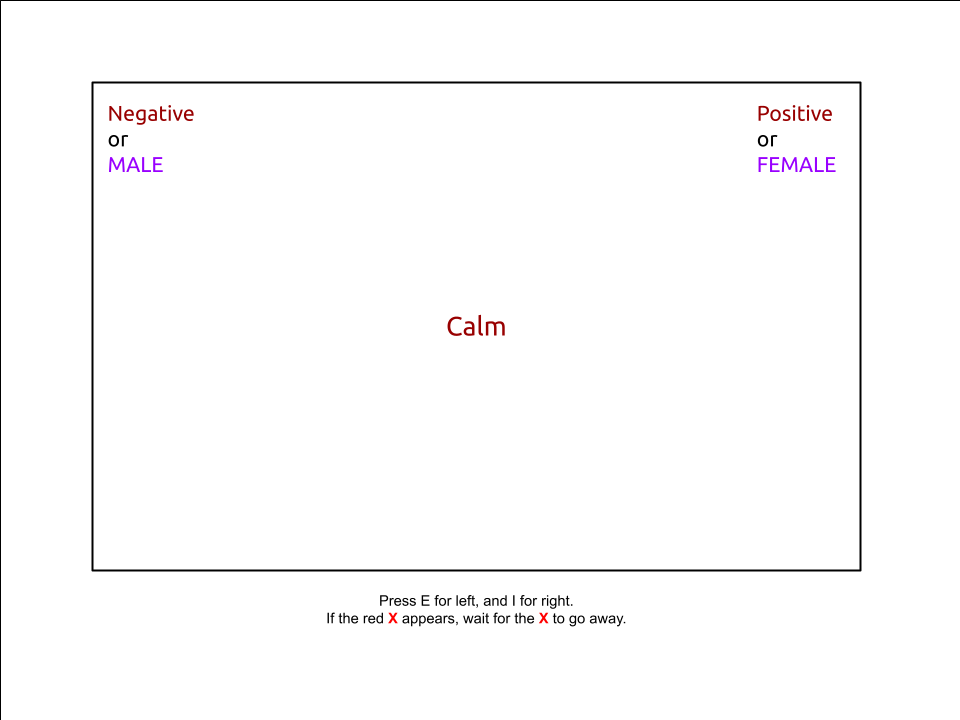 Negative
or
MALE
Positive
or
FEMALE
Calm
Press E for left, and I for right.
If the red X appears, wait for the X to go away.